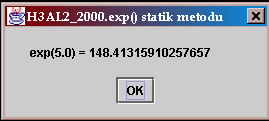 H3AL2_2000.exp() statik metodu
exp(5.0) = 148.41315910257657
OK